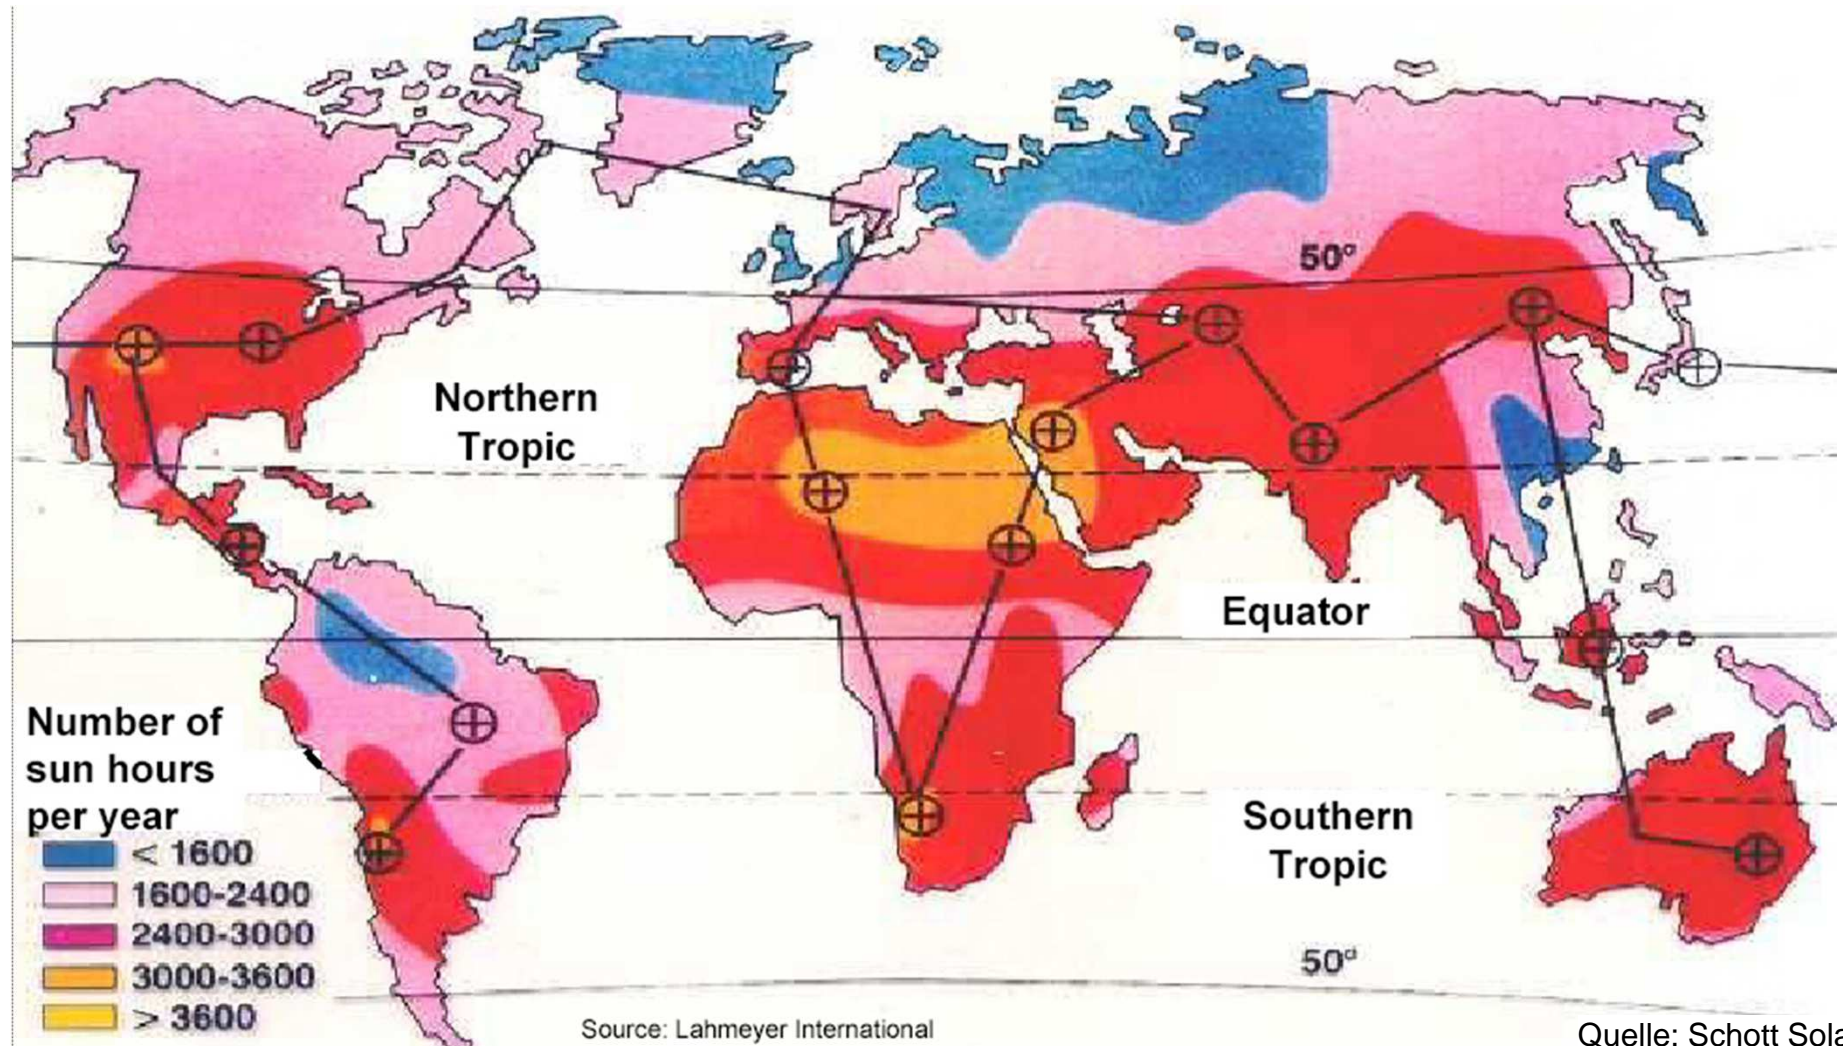 50°
Northern
Tropic
Equator
Number of
sun hours
per year
< 1600
1600-2400
2400-3000
3000-3600
> 3600
Southern
Tropic
50°
Source: Lahmeyer International
Quelle: Schott Sola